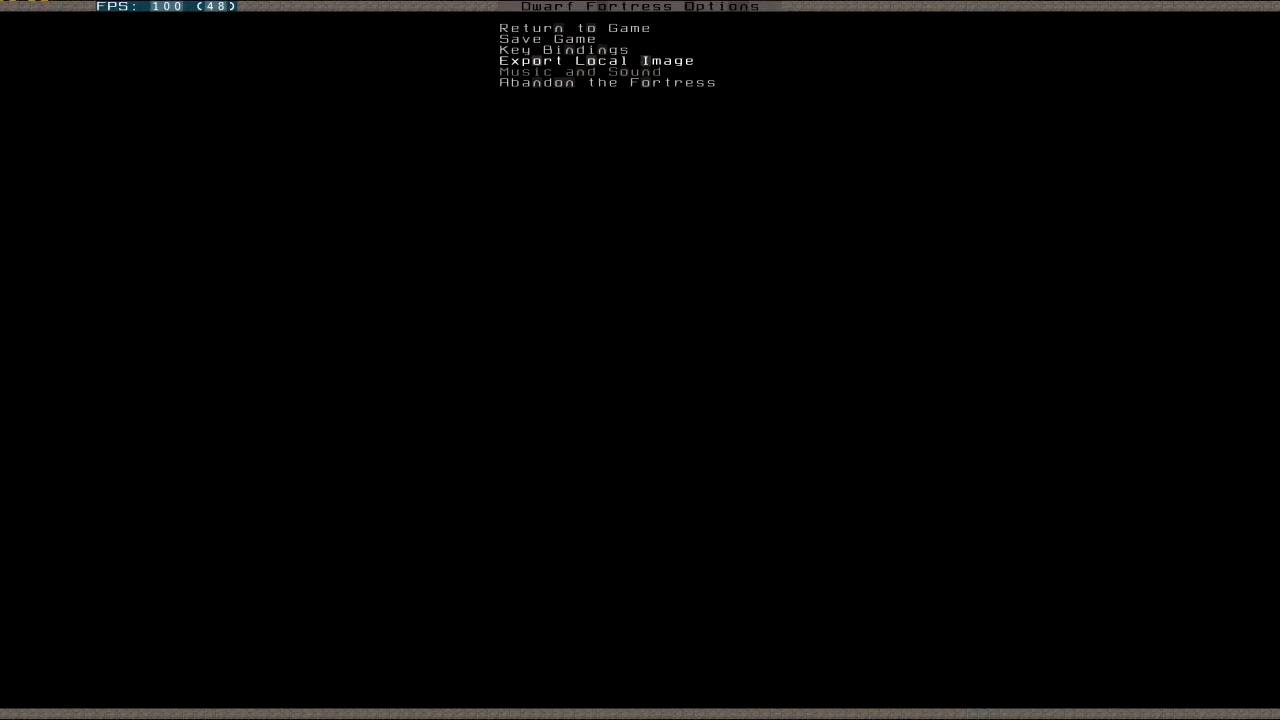 FPS: 100 (48)
Dwarf Fortress Options
Return to Game
Save Game
Key Bindings
Export Local Image
Music and Sound
Abandon the Fortress